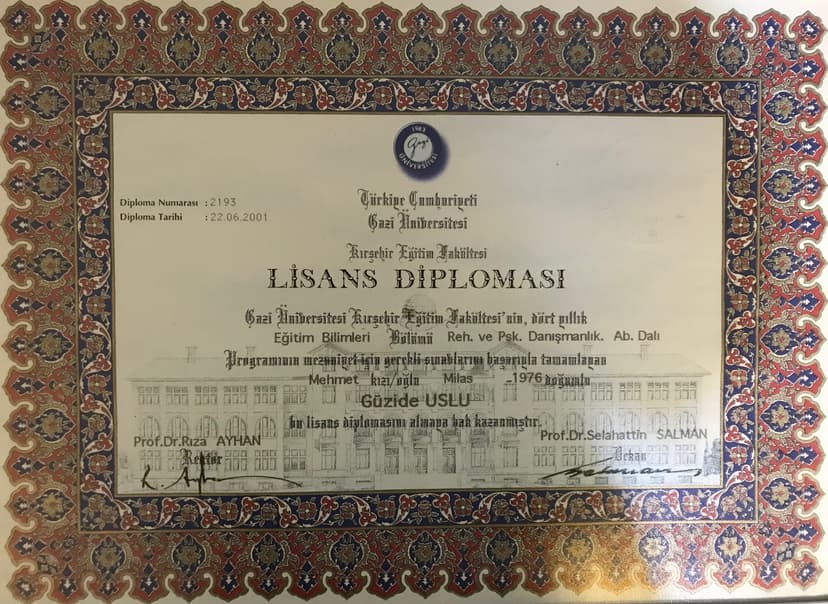 1983
Gazi
ÜNİVERSİTESİ
Diploma Numarası : 2193
Diploma Tarihi : 22.06.2001
Türkiye Cumhuriyeti
Gazi Üniversitesi
Kırşehir Eğitim Fakültesi
LİSANS DİPLOMASI
Gazi Üniversitesi Kırşehir Eğitim Fakültesi'nin, dört yıllık
Eğitim Bilimleri Bölümü Reh. ve Psk. Danışmanlık. Ab. Dalı
Programının mezuniyet için gerekli sınavlarını başarıyla tamamlayan
Mehmet kızı/oğlu Milas -1976 doğumlu
Güzide USLU
bu lisans diplomasını almaya hak kazanmıştır.
Prof.Dr.Rıza AYHAN
Rektör
Prof.Dr.Selahattin SALMAN
Dekan